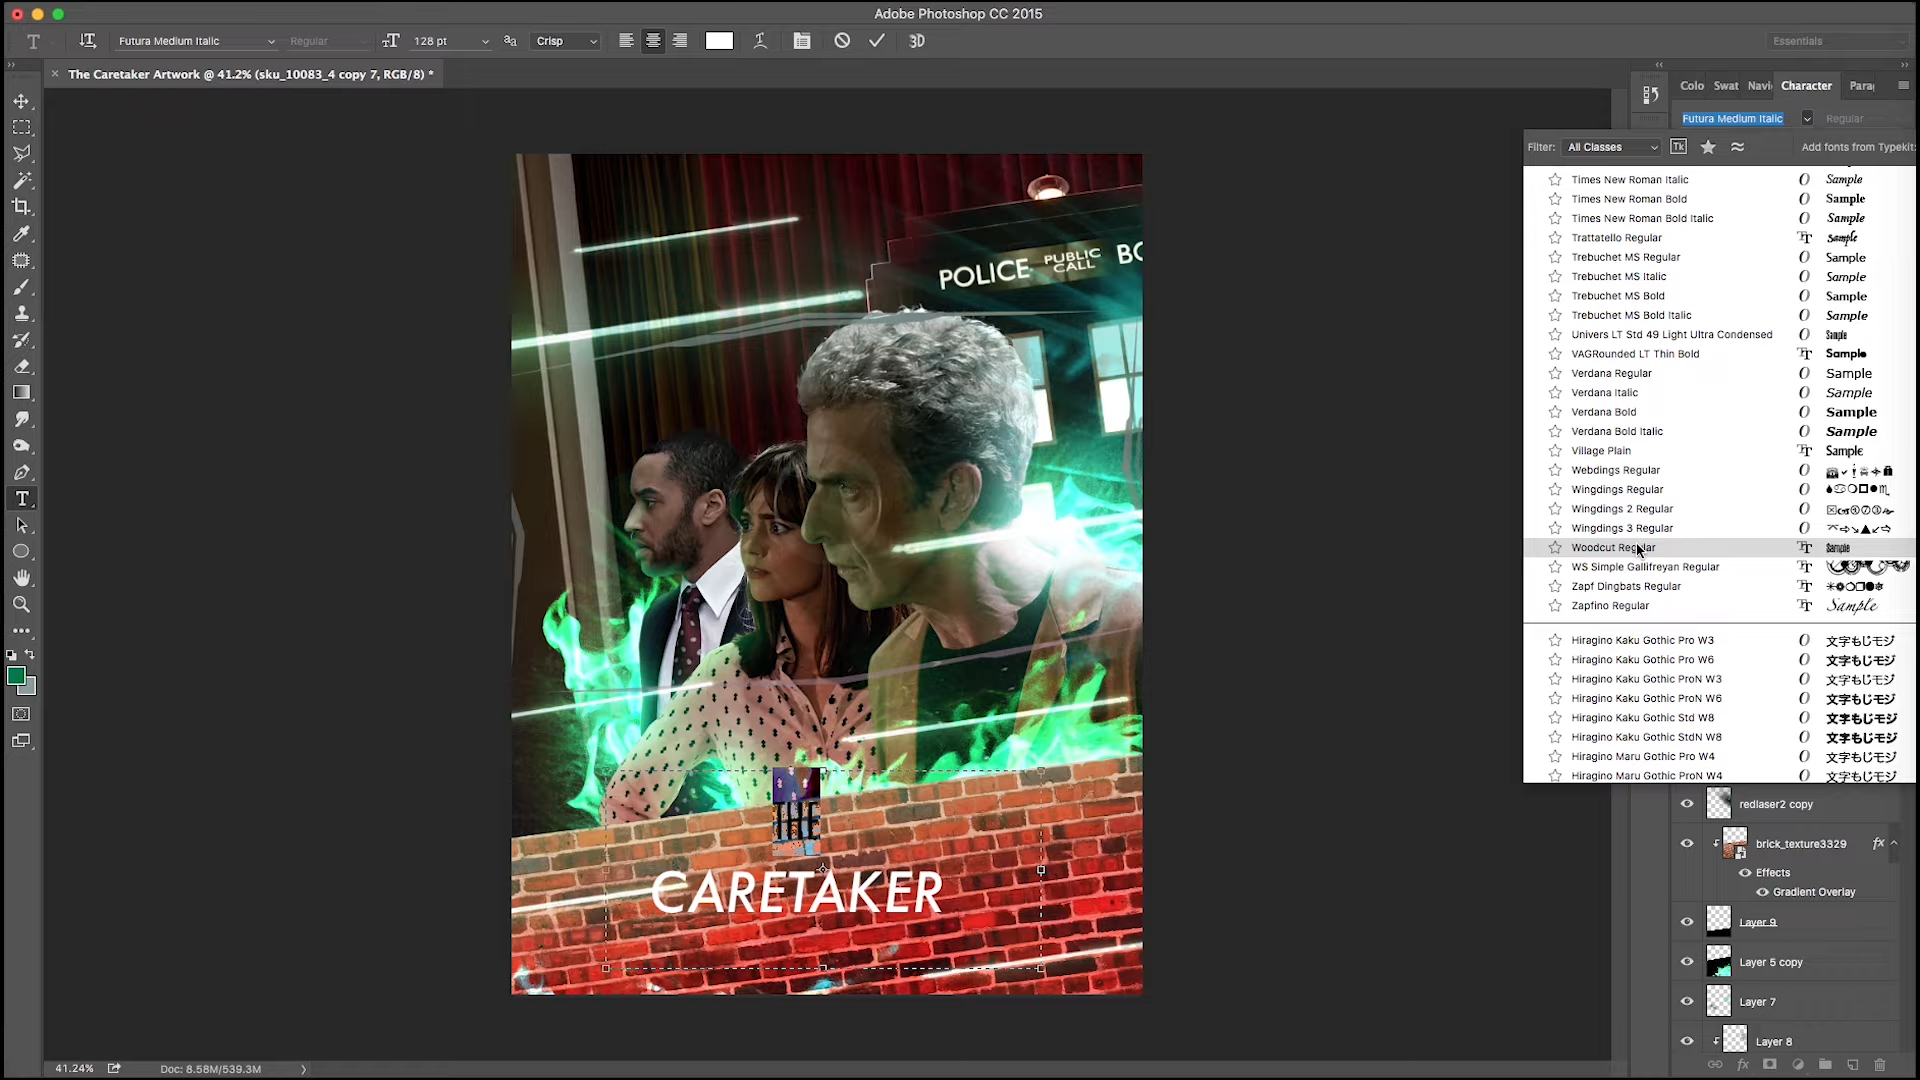 Adobe Photoshop CC 2015
T Futura Medium Italic Regular 128 pt Crisp 3D Essentials
The Caretaker Artwork @ 41.2% (sku_10083_4 copy 7, RGB/8) *
Colo Swat Navi Character Para
Futura Medium Italic Regular
Filter: All Classes Tk Add fonts from Typekit:
Times New Roman Italic Sample
Times New Roman Bold Sample
Times New Roman Bold Italic Sample
Trattatello Regular Sample
Trebuchet MS Regular Sample
Trebuchet MS Italic Sample
Trebuchet MS Bold Sample
Trebuchet MS Bold Italic Sample
Univers LT Std 49 Light Ultra Condensed Sample
VAGRounded LT Thin Bold Sample
Verdana Regular Sample
Verdana Italic Sample
Verdana Bold Sample
Verdana Bold Italic Sample
Village Plain Sample
Webdings Regular
Wingdings Regular
Wingdings 2 Regular
Wingdings 3 Regular
Woodcut Regular Sample
WS Simple Gallifreyan Regular
Zapf Dingbats Regular
Zapfino Regular Sample
Hiragino Kaku Gothic Pro W3 文字もじモジ
Hiragino Kaku Gothic Pro W6 文字もじモジ
Hiragino Kaku Gothic ProN W3 文字もじモジ
Hiragino Kaku Gothic ProN W6 文字もじモジ
Hiragino Kaku Gothic Std W8 文字もじモジ
Hiragino Kaku Gothic StdN W8 文字もじモジ
Hiragino Maru Gothic Pro W4 文字もじモジ
Hiragino Maru Gothic ProN W4 文字もじモジ
POLICE PUBLIC CALL BO
CARETAKER
redlaser2 copy
brick_texture3329 fx
Effects
Gradient Overlay
Layer 9
Layer 5 copy
Layer 7
Layer 8
fx
41.24% Doc: 8.58M/539.3M